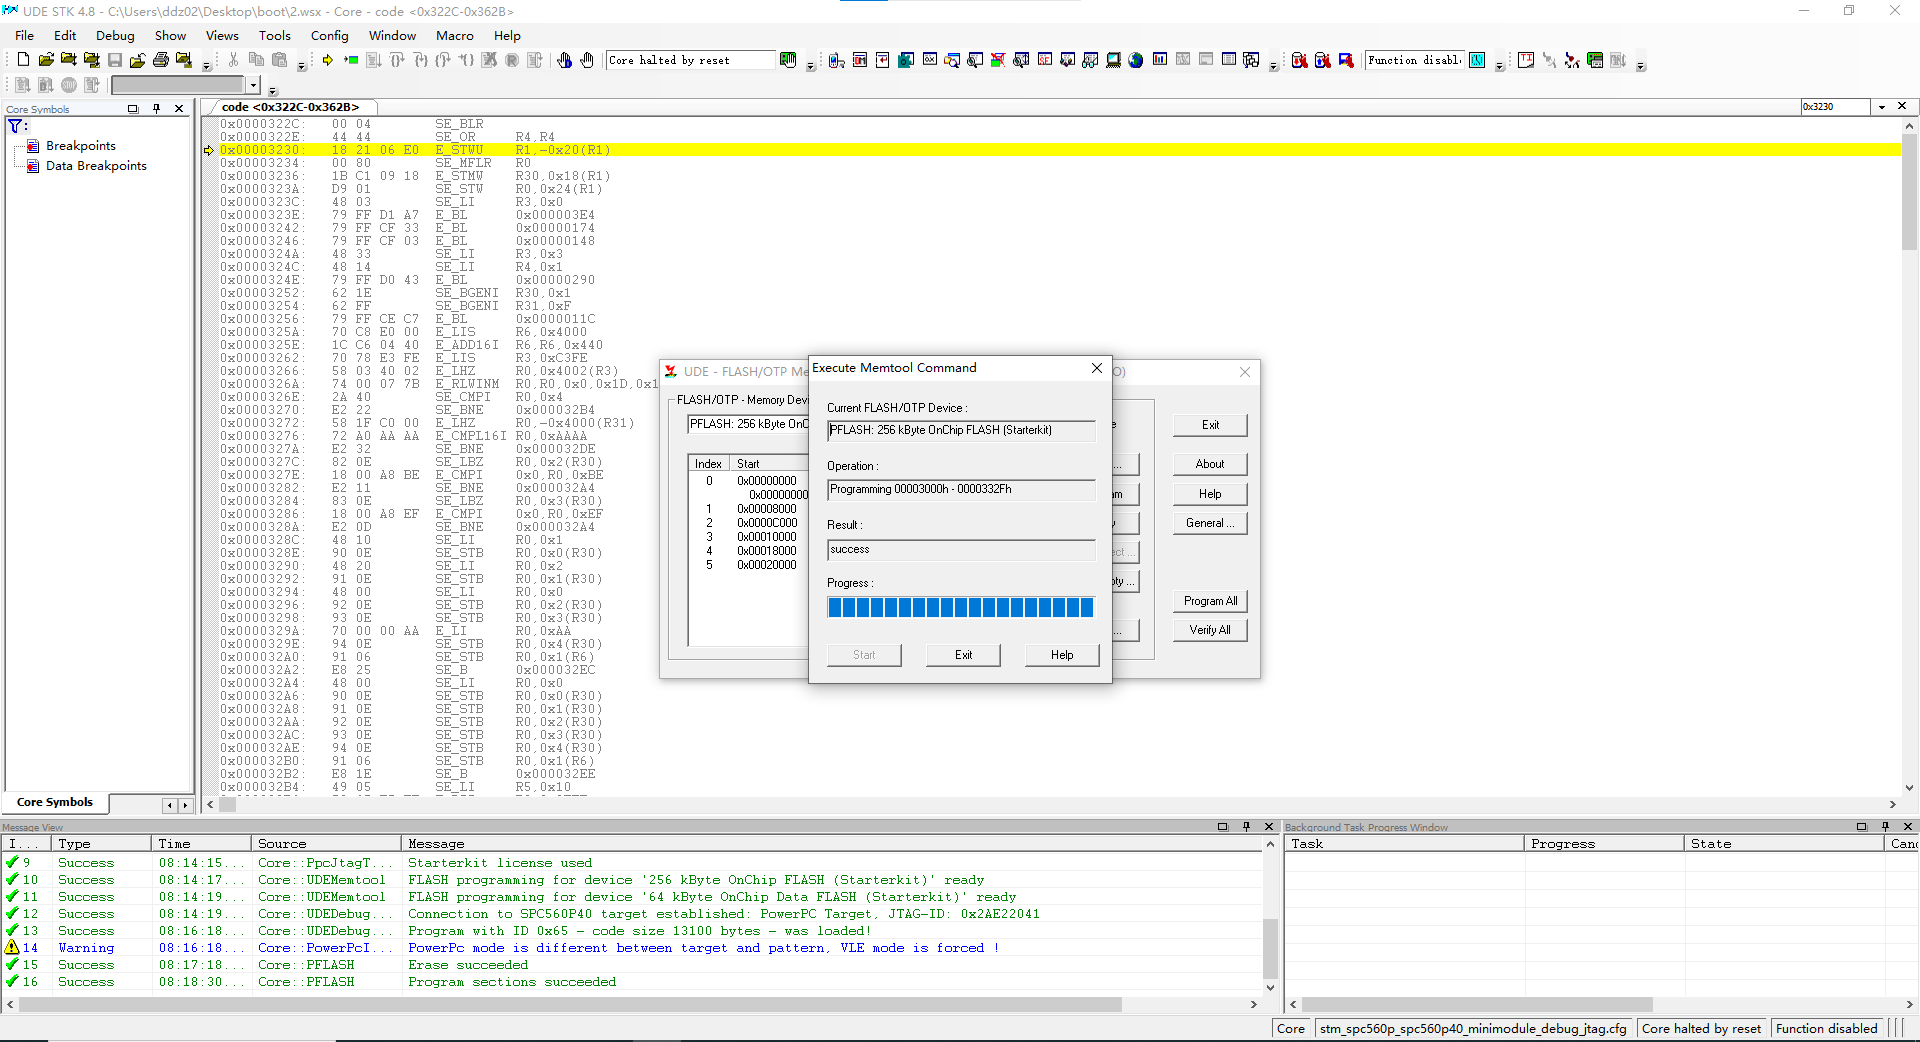 UDE STK 4.8 - C:\Users\ddz02\Desktop\boot\2.wsx - Core - code <0x322C-0x362B>
File Edit Debug Show Views Tools Config Window Macro Help
Core halted by reset
Function disabl
Core Symbols
code <0x322C-0x362B>
0x3230
Breakpoints
Data Breakpoints
0x0000322C: 00 04 SE_BLR
0x0000322E: 44 44 SE_OR R4,R4
0x00003230: 18 21 06 E0 E_STWU R1,-0x20(R1)
0x00003234: 00 80 SE_MFLR R0
0x00003236: 1B C1 09 18 E_STMW R30,0x18(R1)
0x0000323A: D9 01 SE_STW R0,0x24(R1)
0x0000323C: 48 03 SE_LI R3,0x0
0x0000323E: 79 FF D1 A7 E_BL 0x000003E4
0x00003242: 79 FF CF 33 E_BL 0x00000174
0x00003246: 79 FF CF 03 E_BL 0x00000148
0x0000324A: 48 33 SE_LI R3,0x3
0x0000324C: 48 14 SE_LI R4,0x1
0x0000324E: 79 FF D0 43 E_BL 0x00000290
0x00003252: 62 1E SE_BGENI R30,0x1
0x00003254: 62 FF SE_BGENI R31,0xF
0x00003256: 79 FF CE C7 E_BL 0x0000011C
0x0000325A: 70 C8 E0 00 E_LIS R6,0x4000
0x0000325E: 1C C6 04 40 E_ADD16I R6,R6,0x440
0x00003262: 70 78 E3 FE E_LIS R3,0xC3FE
0x00003266: 58 03 40 02 E_LHZ R0,0x4002(R3)
0x0000326A: 74 00 07 7B E_RLWINM R0,R0,0x0,0x1D,0x1
0x0000326E: 2A 40 SE_CMPI R0,0x4
0x00003270: E2 22 SE_BNE 0x000032B4
0x00003272: 58 1F C0 00 E_LHZ R0,-0x4000(R31)
0x00003276: 72 A0 AA AA E_CMPL16I R0,0xAAAA
0x0000327A: E2 32 SE_BNE 0x000032DE
0x0000327C: 82 0E SE_LBZ R0,0x2(R30)
0x0000327E: 18 00 A8 BE E_CMPI 0x0,R0,0xBE
0x00003282: E2 11 SE_BNE 0x000032A4
0x00003284: 83 0E SE_LBZ R0,0x3(R30)
0x00003286: 18 00 A8 EF E_CMPI 0x0,R0,0xEF
0x0000328A: E2 0D SE_BNE 0x000032A4
0x0000328C: 48 10 SE_LI R0,0x1
0x0000328E: 90 0E SE_STB R0,0x0(R30)
0x00003290: 48 20 SE_LI R0,0x2
0x00003292: 91 0E SE_STB R0,0x1(R30)
0x00003294: 48 00 SE_LI R0,0x0
0x00003296: 92 0E SE_STB R0,0x2(R30)
0x00003298: 93 0E SE_STB R0,0x3(R30)
0x0000329A: 70 00 00 AA E_LI R0,0xAA
0x0000329E: 94 0E SE_STB R0,0x4(R30)
0x000032A0: 91 06 SE_STB R0,0x1(R6)
0x000032A2: E8 25 SE_B 0x000032EC
0x000032A4: 48 00 SE_LI R0,0x0
0x000032A6: 90 0E SE_STB R0,0x0(R30)
0x000032A8: 91 0E SE_STB R0,0x1(R30)
0x000032AA: 92 0E SE_STB R0,0x2(R30)
0x000032AC: 93 0E SE_STB R0,0x3(R30)
0x000032AE: 94 0E SE_STB R0,0x4(R30)
0x000032B0: 91 06 SE_STB R0,0x1(R6)
0x000032B2: E8 1E SE_B 0x000032EE
0x000032B4: 49 05 SE_LI R5,0x10
UDE - FLASH/OTP Me
FLASH/OTP - Memory Devi
PFLASH: 256 kByte OnC
Index Start
0 0x00000000
0x00000000
1 0x00008000
2 0x0000C000
3 0x00010000
4 0x00018000
5 0x00020000
Exit
About
Help
General ...
Program All
Verify All
Execute Memtool Command
Current FLASH/OTP Device :
PFLASH: 256 kByte OnChip FLASH (Starterkit)
Operation :
Programming 00003000h - 0000332Fh
Result :
success
Progress :
Start Exit Help
Core Symbols
Message View
I... Type Time Source Message
9 Success 08:14:15... Core::PpcJtagT... Starterkit license used
10 Success 08:14:17... Core::UDEMemtool FLASH programming for device '256 kByte OnChip FLASH (Starterkit)' ready
11 Success 08:14:19... Core::UDEMemtool FLASH programming for device '64 kByte OnChip Data FLASH (Starterkit)' ready
12 Success 08:14:19... Core::UDEDebug... Connection to SPC560P40 target established: PowerPC Target, JTAG-ID: 0x2AE22041
13 Success 08:16:18... Core::UDEDebug... Program with ID 0x65 - code size 13100 bytes - was loaded!
14 Warning 08:16:18... Core::PowerPcI... PowerPc mode is different between target and pattern, VLE mode is forced !
15 Success 08:17:18... Core::PFLASH Erase succeeded
16 Success 08:18:30... Core::PFLASH Program sections succeeded
Background Task Progress Window
Task Progress State Canc
Core stm_spc560p_spc560p40_minimodule_debug_jtag.cfg Core halted by reset Function disabled